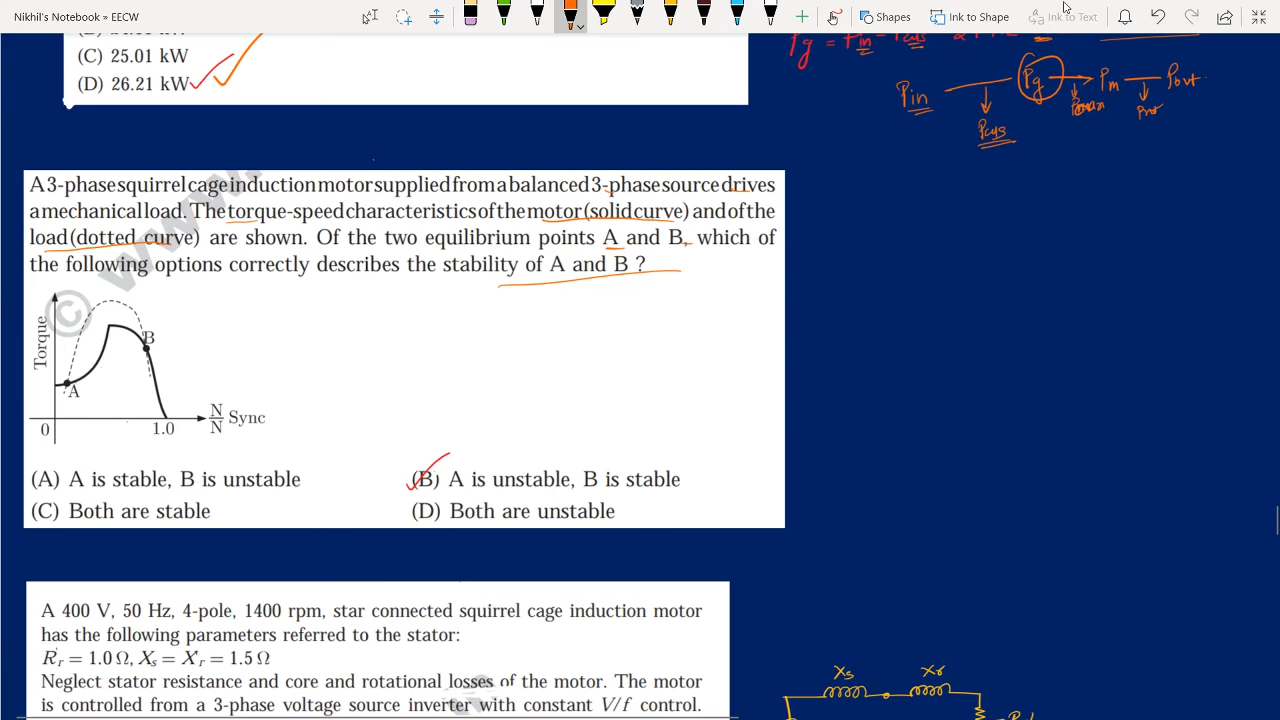 Nikhil's Notebook » EECW
Shapes
Ink to Shape
Ink to Text
(C) 25.01 kW
(D) 26.21 kW
Pg = Pin - Pcys
Pin Pg Pm Pout
Pcys
A 3-phase squirrel cage induction motor supplied from a balanced 3-phase source drives
a mechanical load. The torque-speed characteristics of the motor (solid curve) and of the
load (dotted curve) are shown. Of the two equilibrium points A and B, which of
the following options correctly describes the stability of A and B ?
© www.
Torque
A
B
0
1.0
N
N
Sync
(A) A is stable, B is unstable
(B) A is unstable, B is stable
(C) Both are stable
(D) Both are unstable
A 400 V, 50 Hz, 4-pole, 1400 rpm, star connected squirrel cage induction motor
has the following parameters referred to the stator:
R'r = 1.0 Ω, Xs = X'r = 1.5 Ω
Neglect stator resistance and core and rotational losses of the motor. The motor
is controlled from a 3-phase voltage source inverter with constant V/f control.
Xs Xr